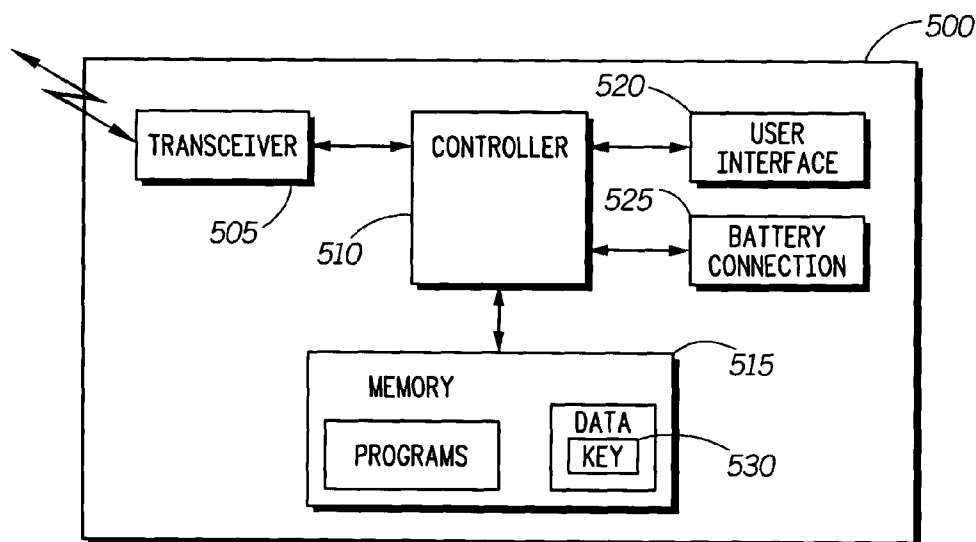 500
TRANSCEIVER
505
CONTROLLER
510
520
USER
INTERFACE
525
BATTERY
CONNECTION
515
MEMORY
PROGRAMS
DATA
KEY
530